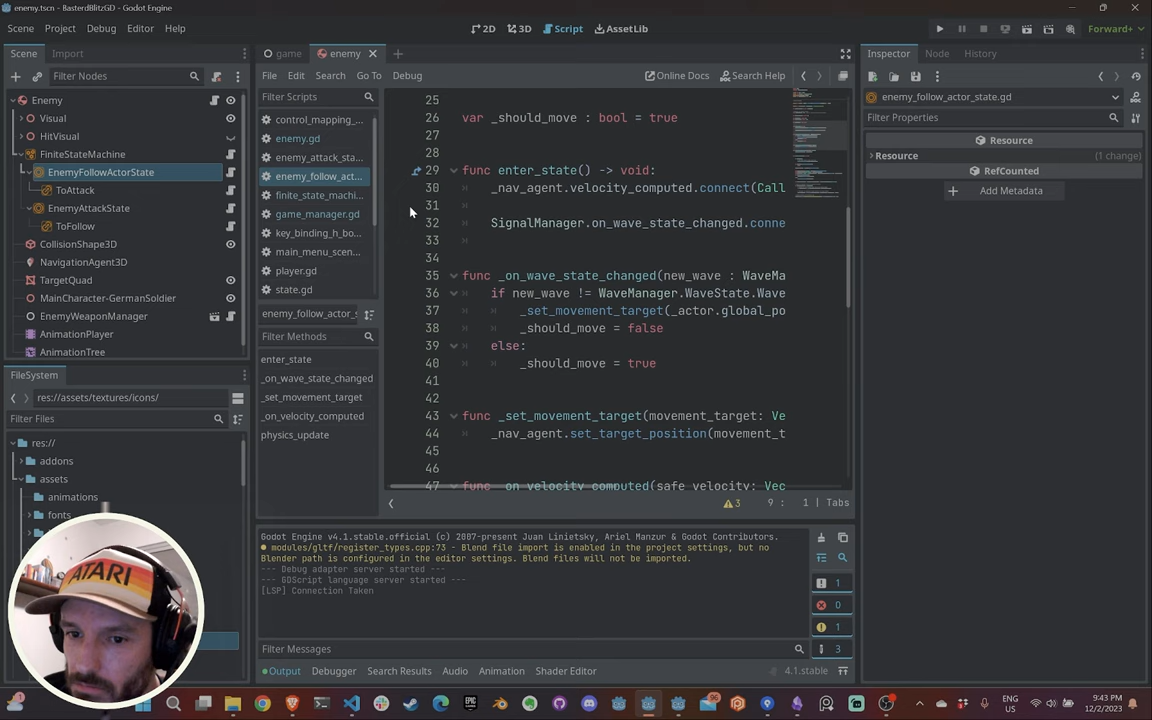 enemy.tscn - BasterdBlitzGD - Godot Engine
Scene Project Debug Editor Help
2D 3D Script AssetLib
Forward+
Scene Import
Filter Nodes
Enemy
Visual
HitVisual
FiniteStateMachine
EnemyFollowActorState
ToAttack
EnemyAttackState
ToFollow
CollisionShape3D
NavigationAgent3D
TargetQuad
MainCharacter-GermanSoldier
EnemyWeaponManager
AnimationPlayer
AnimationTree
FileSystem
res://assets/textures/icons/
Filter Files
res://
addons
assets
animations
fonts
game enemy
File Edit Search Go To Debug
Online Docs Search Help
Filter Scripts
control_mapping_...
enemy.gd
enemy_attack_sta...
enemy_follow_act...
finite_state_machi...
game_manager.gd
key_binding_h_bo...
main_menu_scen...
player.gd
state.gd
enemy_follow_actor_s
Filter Methods
enter_state
_on_wave_state_changed
_set_movement_target
_on_velocity_computed
physics_update
25
26 var _should_move : bool = true
27
28
29 func enter_state() -> void:
30 _nav_agent.velocity_computed.connect(Call
31
32 SignalManager.on_wave_state_changed.conne
33
34
35 func _on_wave_state_changed(new_wave : WaveMa
36 if new_wave != WaveManager.WaveState.Wave
37 _set_movement_target(_actor.global_po
38 _should_move = false
39 else:
40 _should_move = true
41
42
43 func _set_movement_target(movement_target: Ve
44 _nav_agent.set_target_position(movement_t
45
46
47 func _on_velocity_computed(safe_velocity: Vec
3 9 : 1 | Tabs
Godot Engine v4.1.stable.official (c) 2007-present Juan Linietsky, Ariel Manzur & Godot Contributors.
modules/gltf/register_types.cpp:73 - Blend file import is enabled in the project settings, but no
Blender path is configured in the editor settings. Blend files will not be imported.
--- Debug adapter server started ---
--- GDScript language server started ---
[LSP] Connection Taken
1
0
1
3
Filter Messages
Output Debugger Search Results Audio Animation Shader Editor 4.1.stable
Inspector Node History
enemy_follow_actor_state.gd
Filter Properties
Resource
Resource (1 change)
RefCounted
Add Metadata
ATARI
96
ENG
US
9:43 PM
12/2/2023